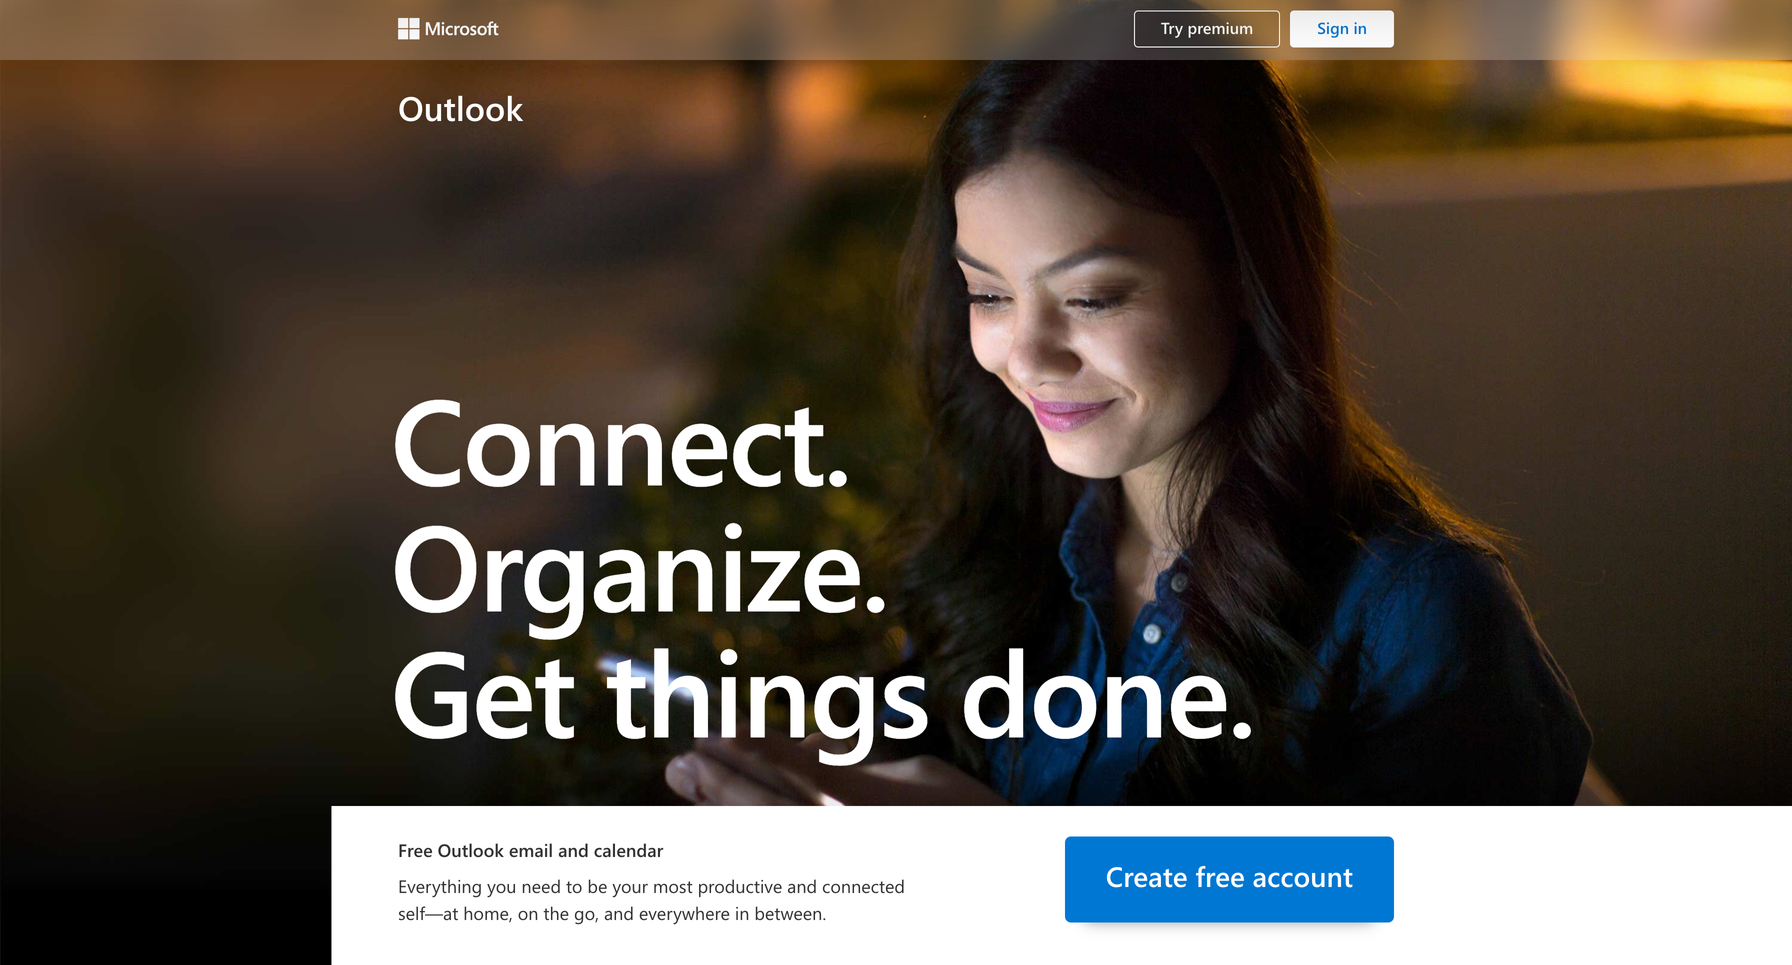 Microsoft
Try premium
Sign in
Outlook
Connect.
Organize.
Get things done.
Free Outlook email and calendar
Everything you need to be your most productive and connected
self—at home, on the go, and everywhere in between.
Create free account